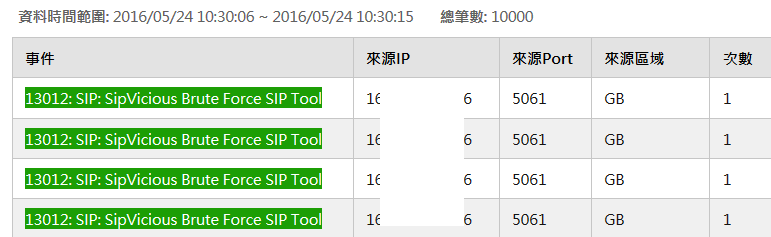 資料時間範圍: 2016/05/24 10:30:06 ~ 2016/05/24 10:30:15 總筆數: 10000
事件 來源IP 來源Port 來源區域 次數
13012: SIP: SipVicious Brute Force SIP Tool 16 6 5061 GB 1
13012: SIP: SipVicious Brute Force SIP Tool 16 6 5061 GB 1
13012: SIP: SipVicious Brute Force SIP Tool 16 6 5061 GB 1
13012: SIP: SipVicious Brute Force SIP Tool 16 6 5061 GB 1